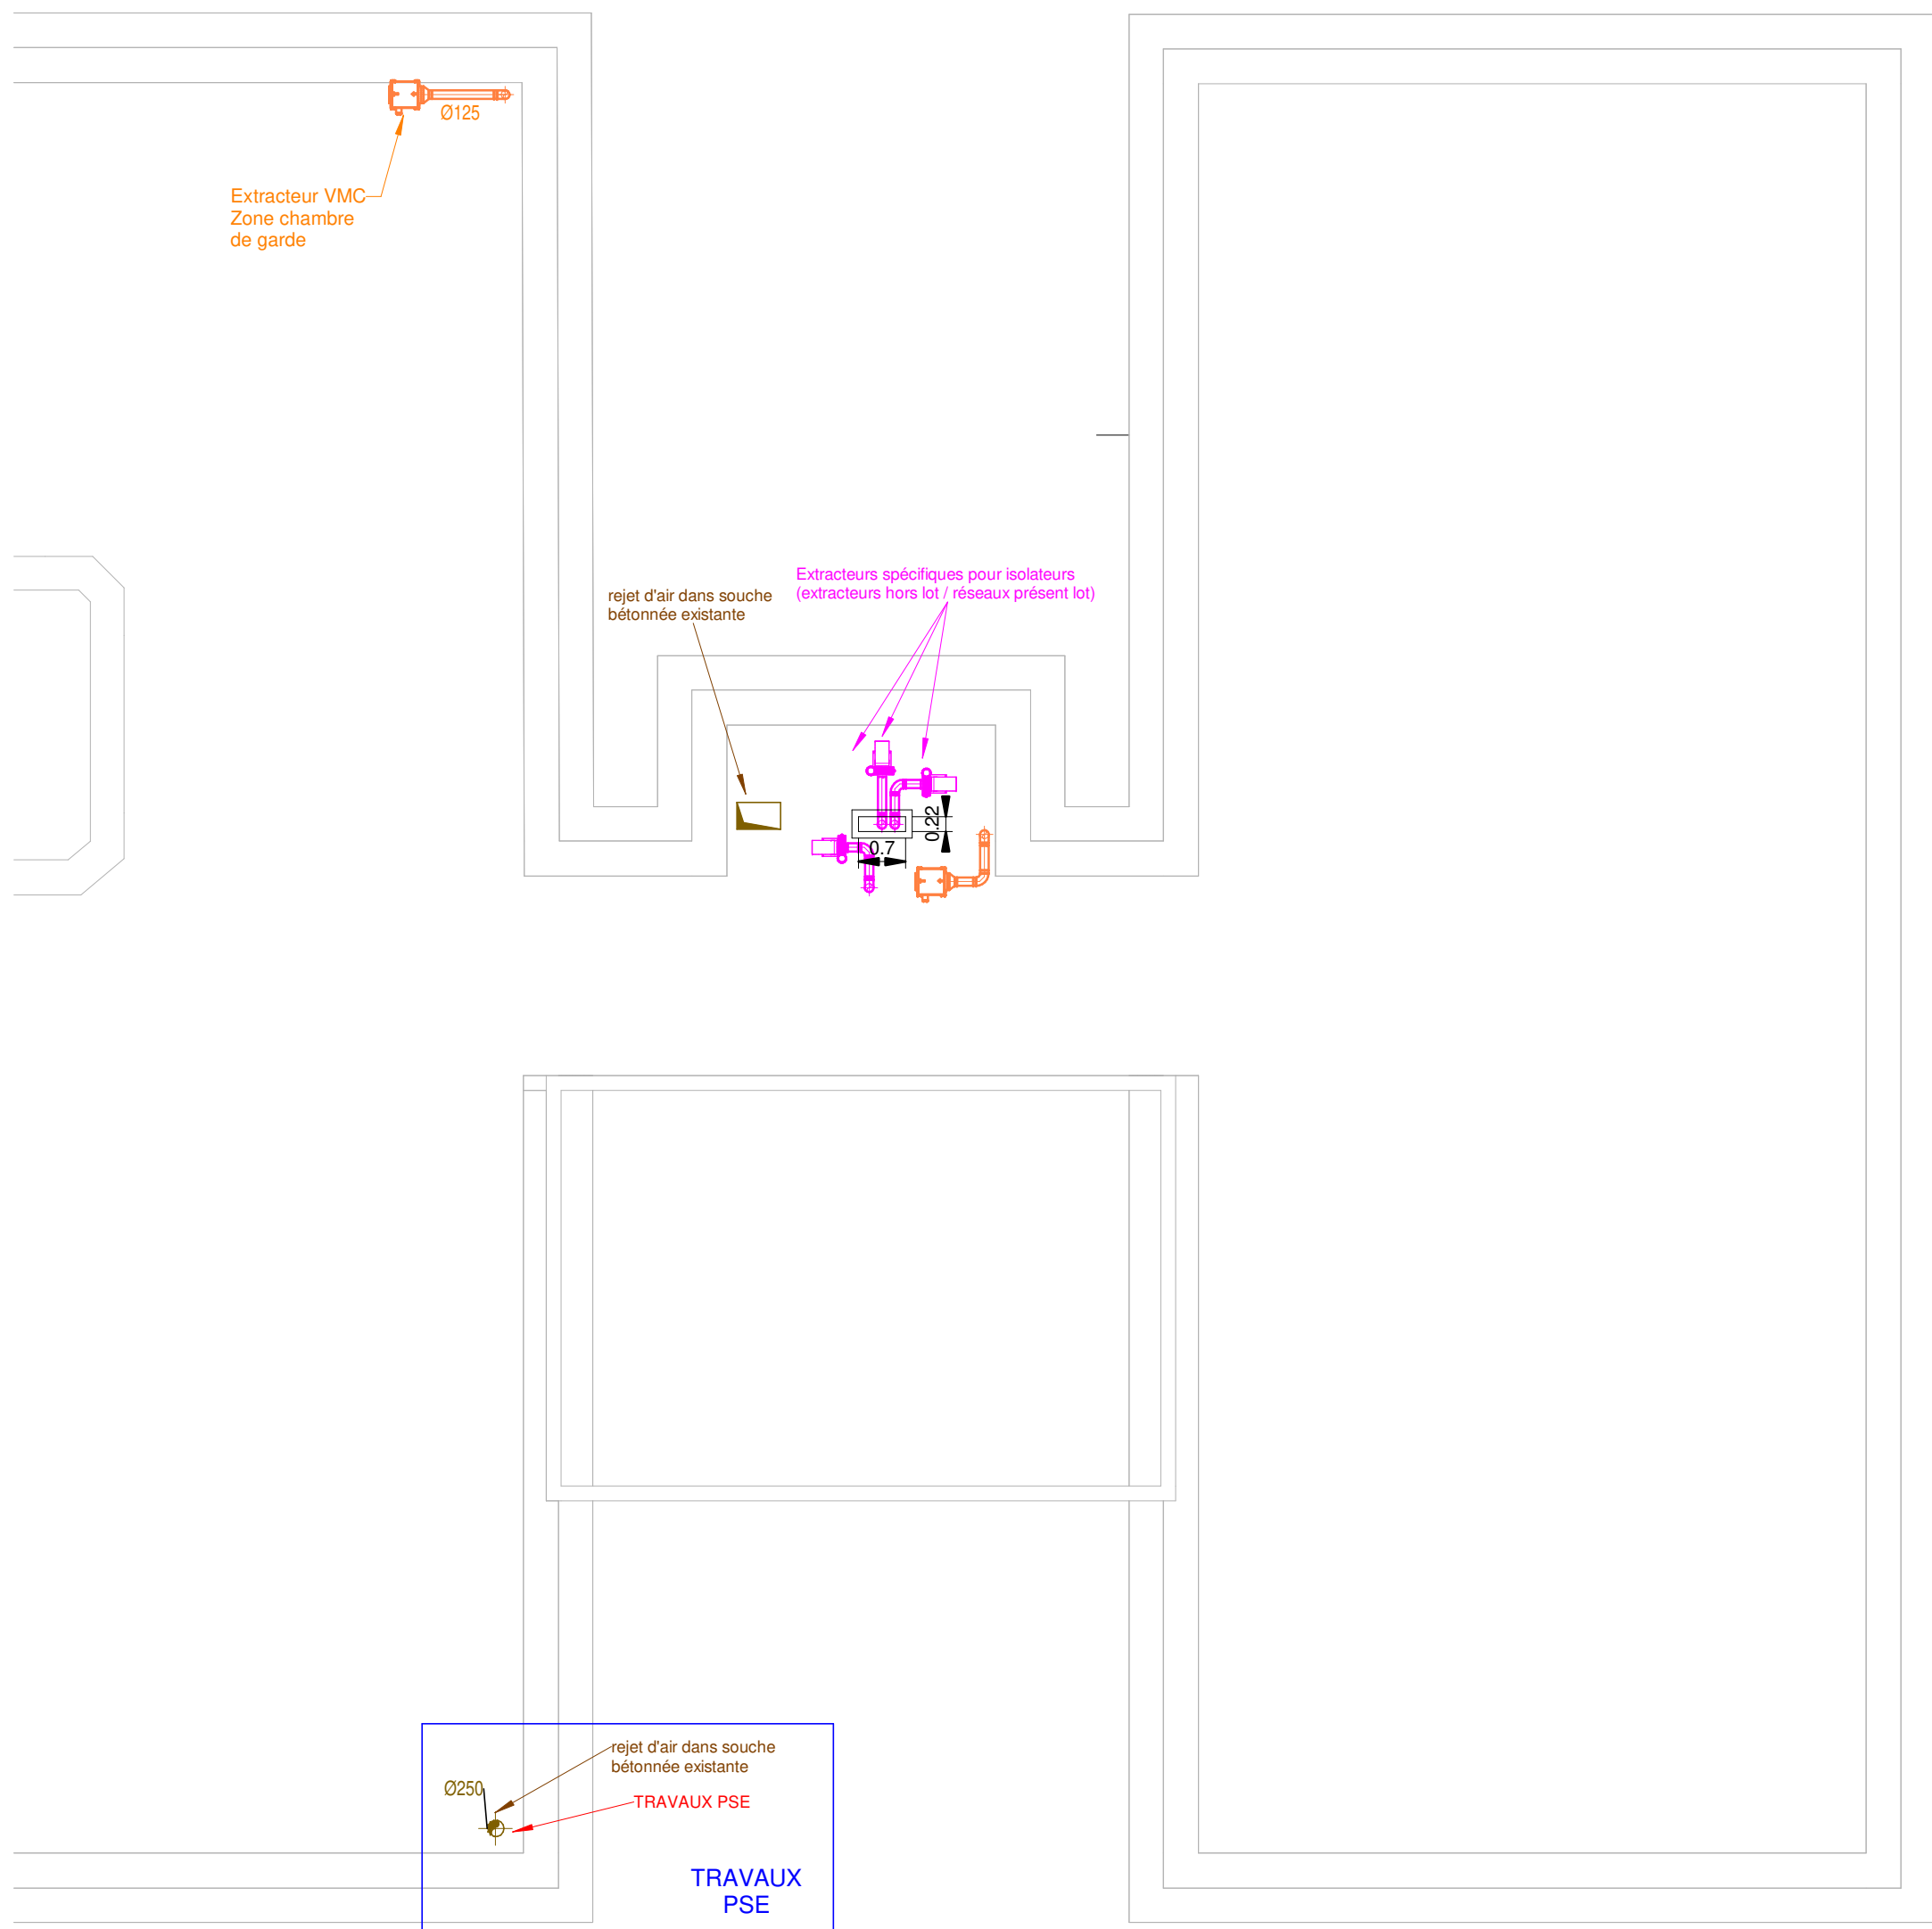 Ø125
Extracteur VMC
Zone chambre
de garde
Extracteurs spécifiques pour isolateurs
(extracteurs hors lot / réseaux présent lot)
rejet d'air dans souche
bétonnée existante
0.22
0.7
rejet d'air dans souche
bétonnée existante
Ø250
TRAVAUX PSE
TRAVAUX
PSE